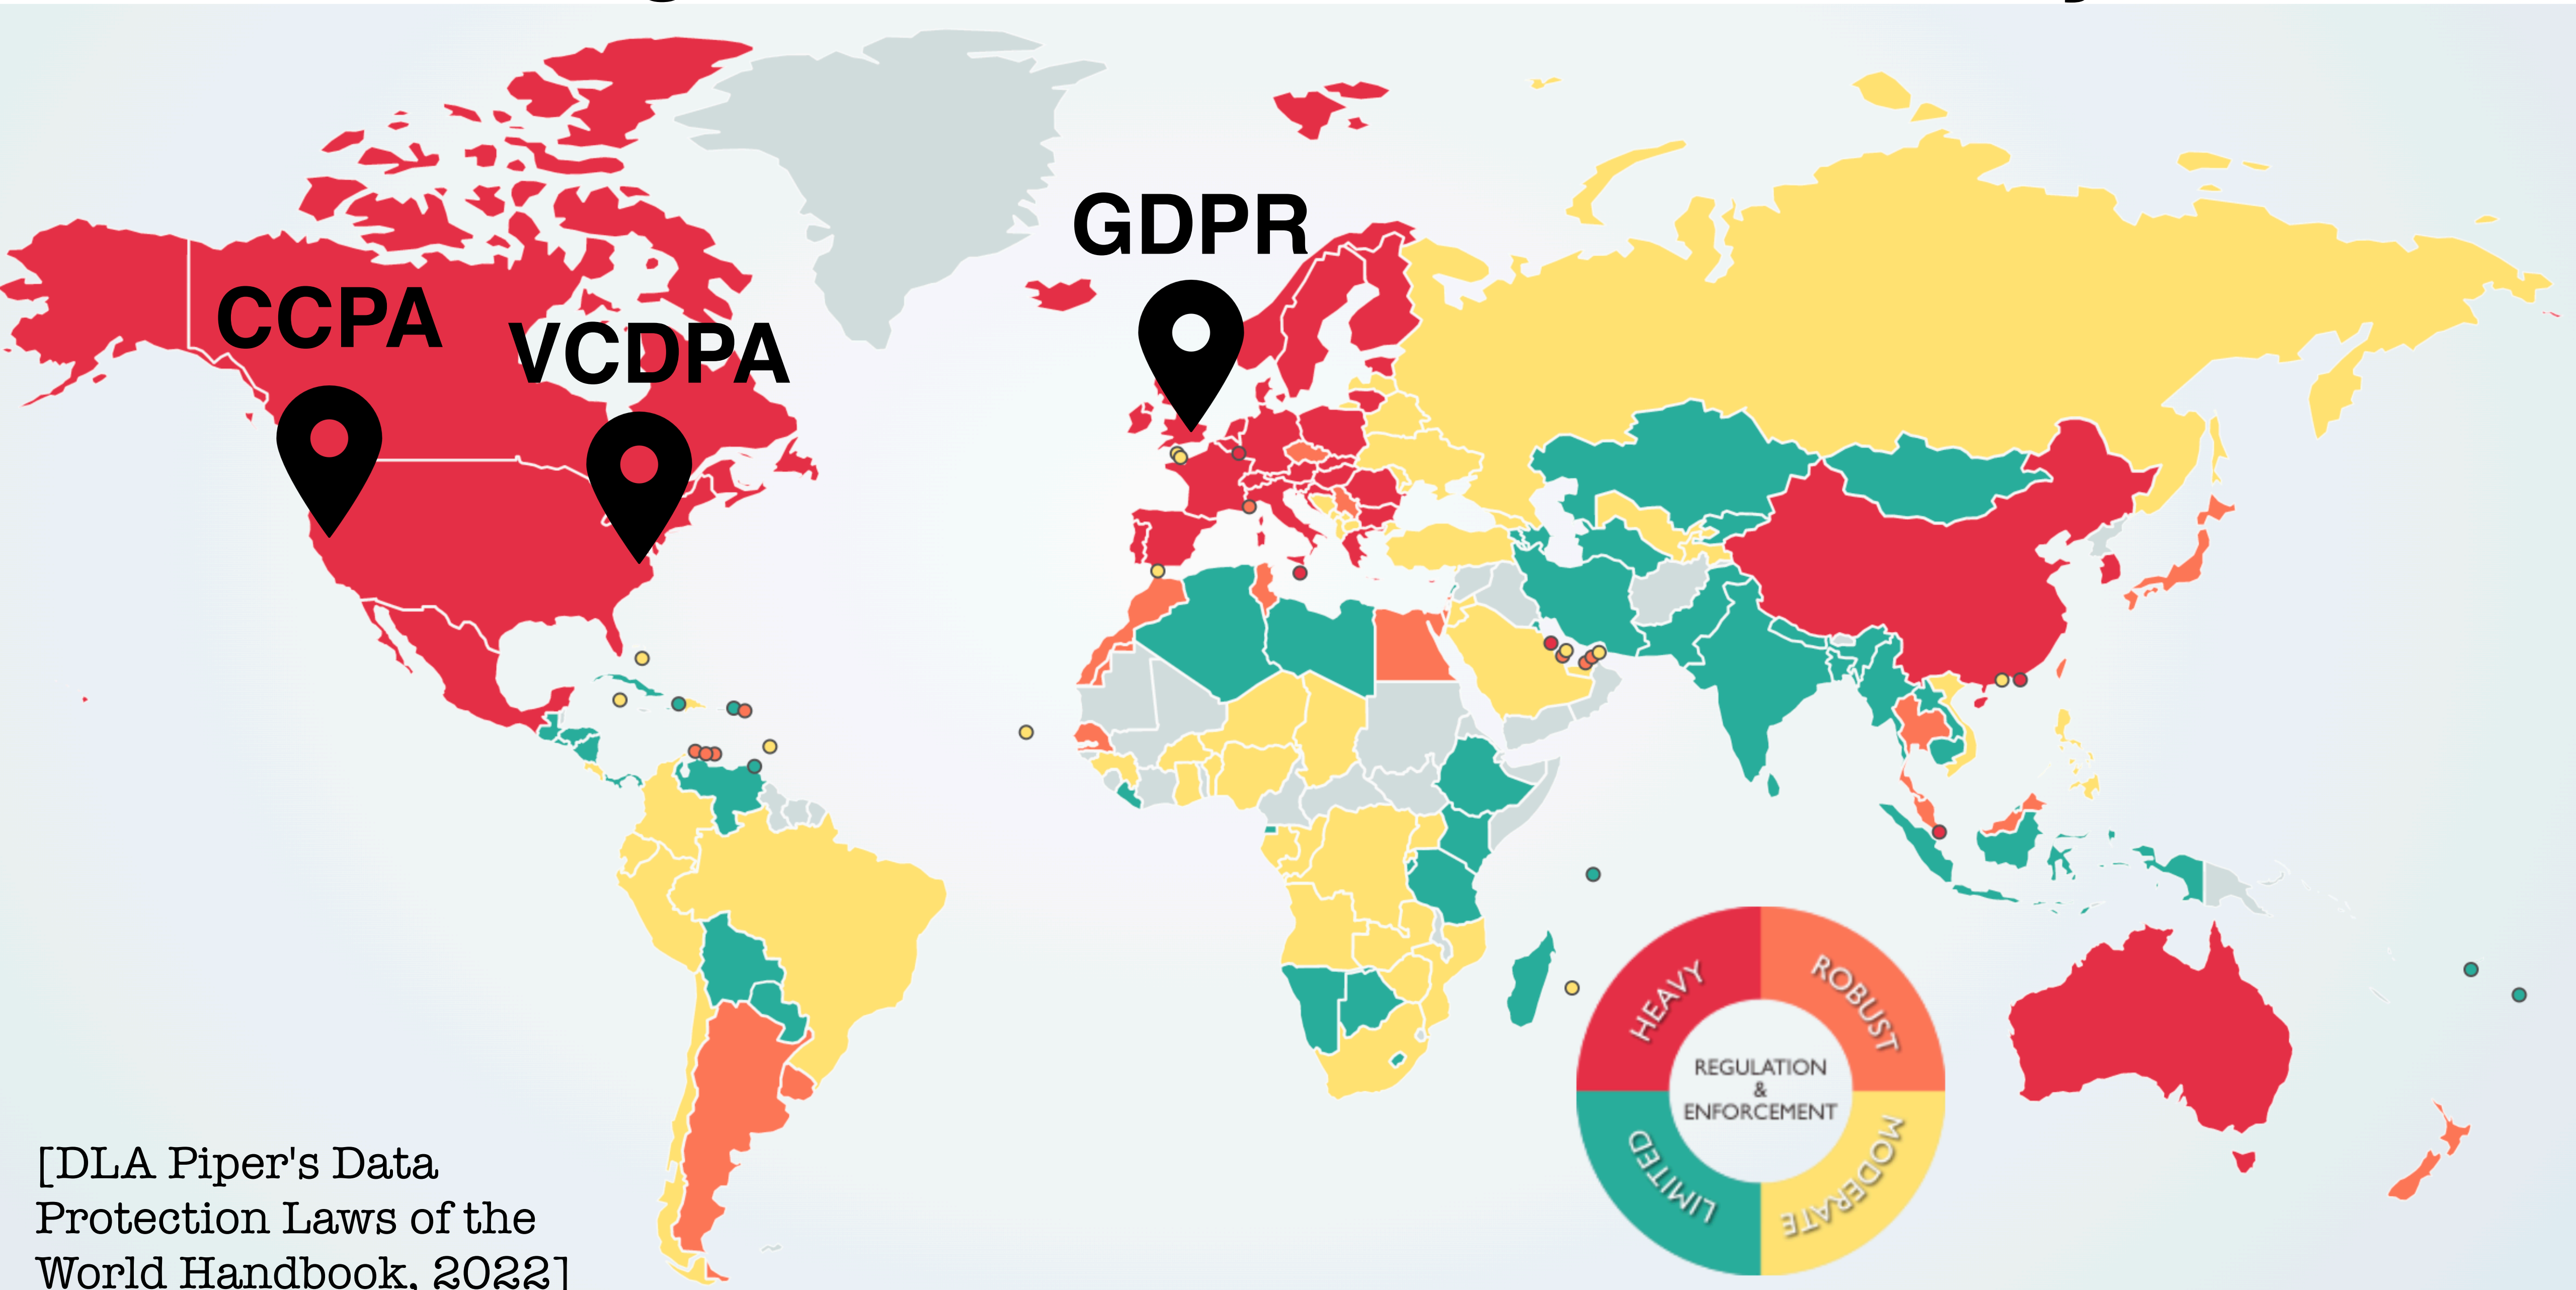 GDPR
CCPA
VCDPA
HEAVY
ROBUST
REGULATION
&
ENFORCEMENT
LIMITED
MODERATE
[DLA Piper's Data
Protection Laws of the
World Handbook, 2022]